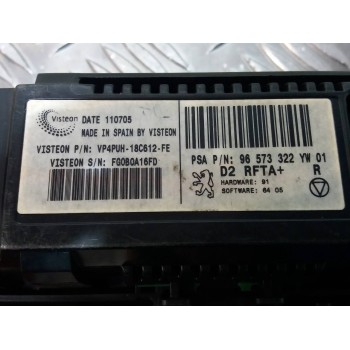 Visteon
DATE 110705
MADE IN SPAIN BY VISTEON
VISTEON P/N: VP4PUH-18C612-FE
VISTEON S/N: FG0B0A16FD
PSA P/N: 96 573 322 YW 01
D2 RFTA+ R
HARDWARE: 91
SOFTWARE: 64 05